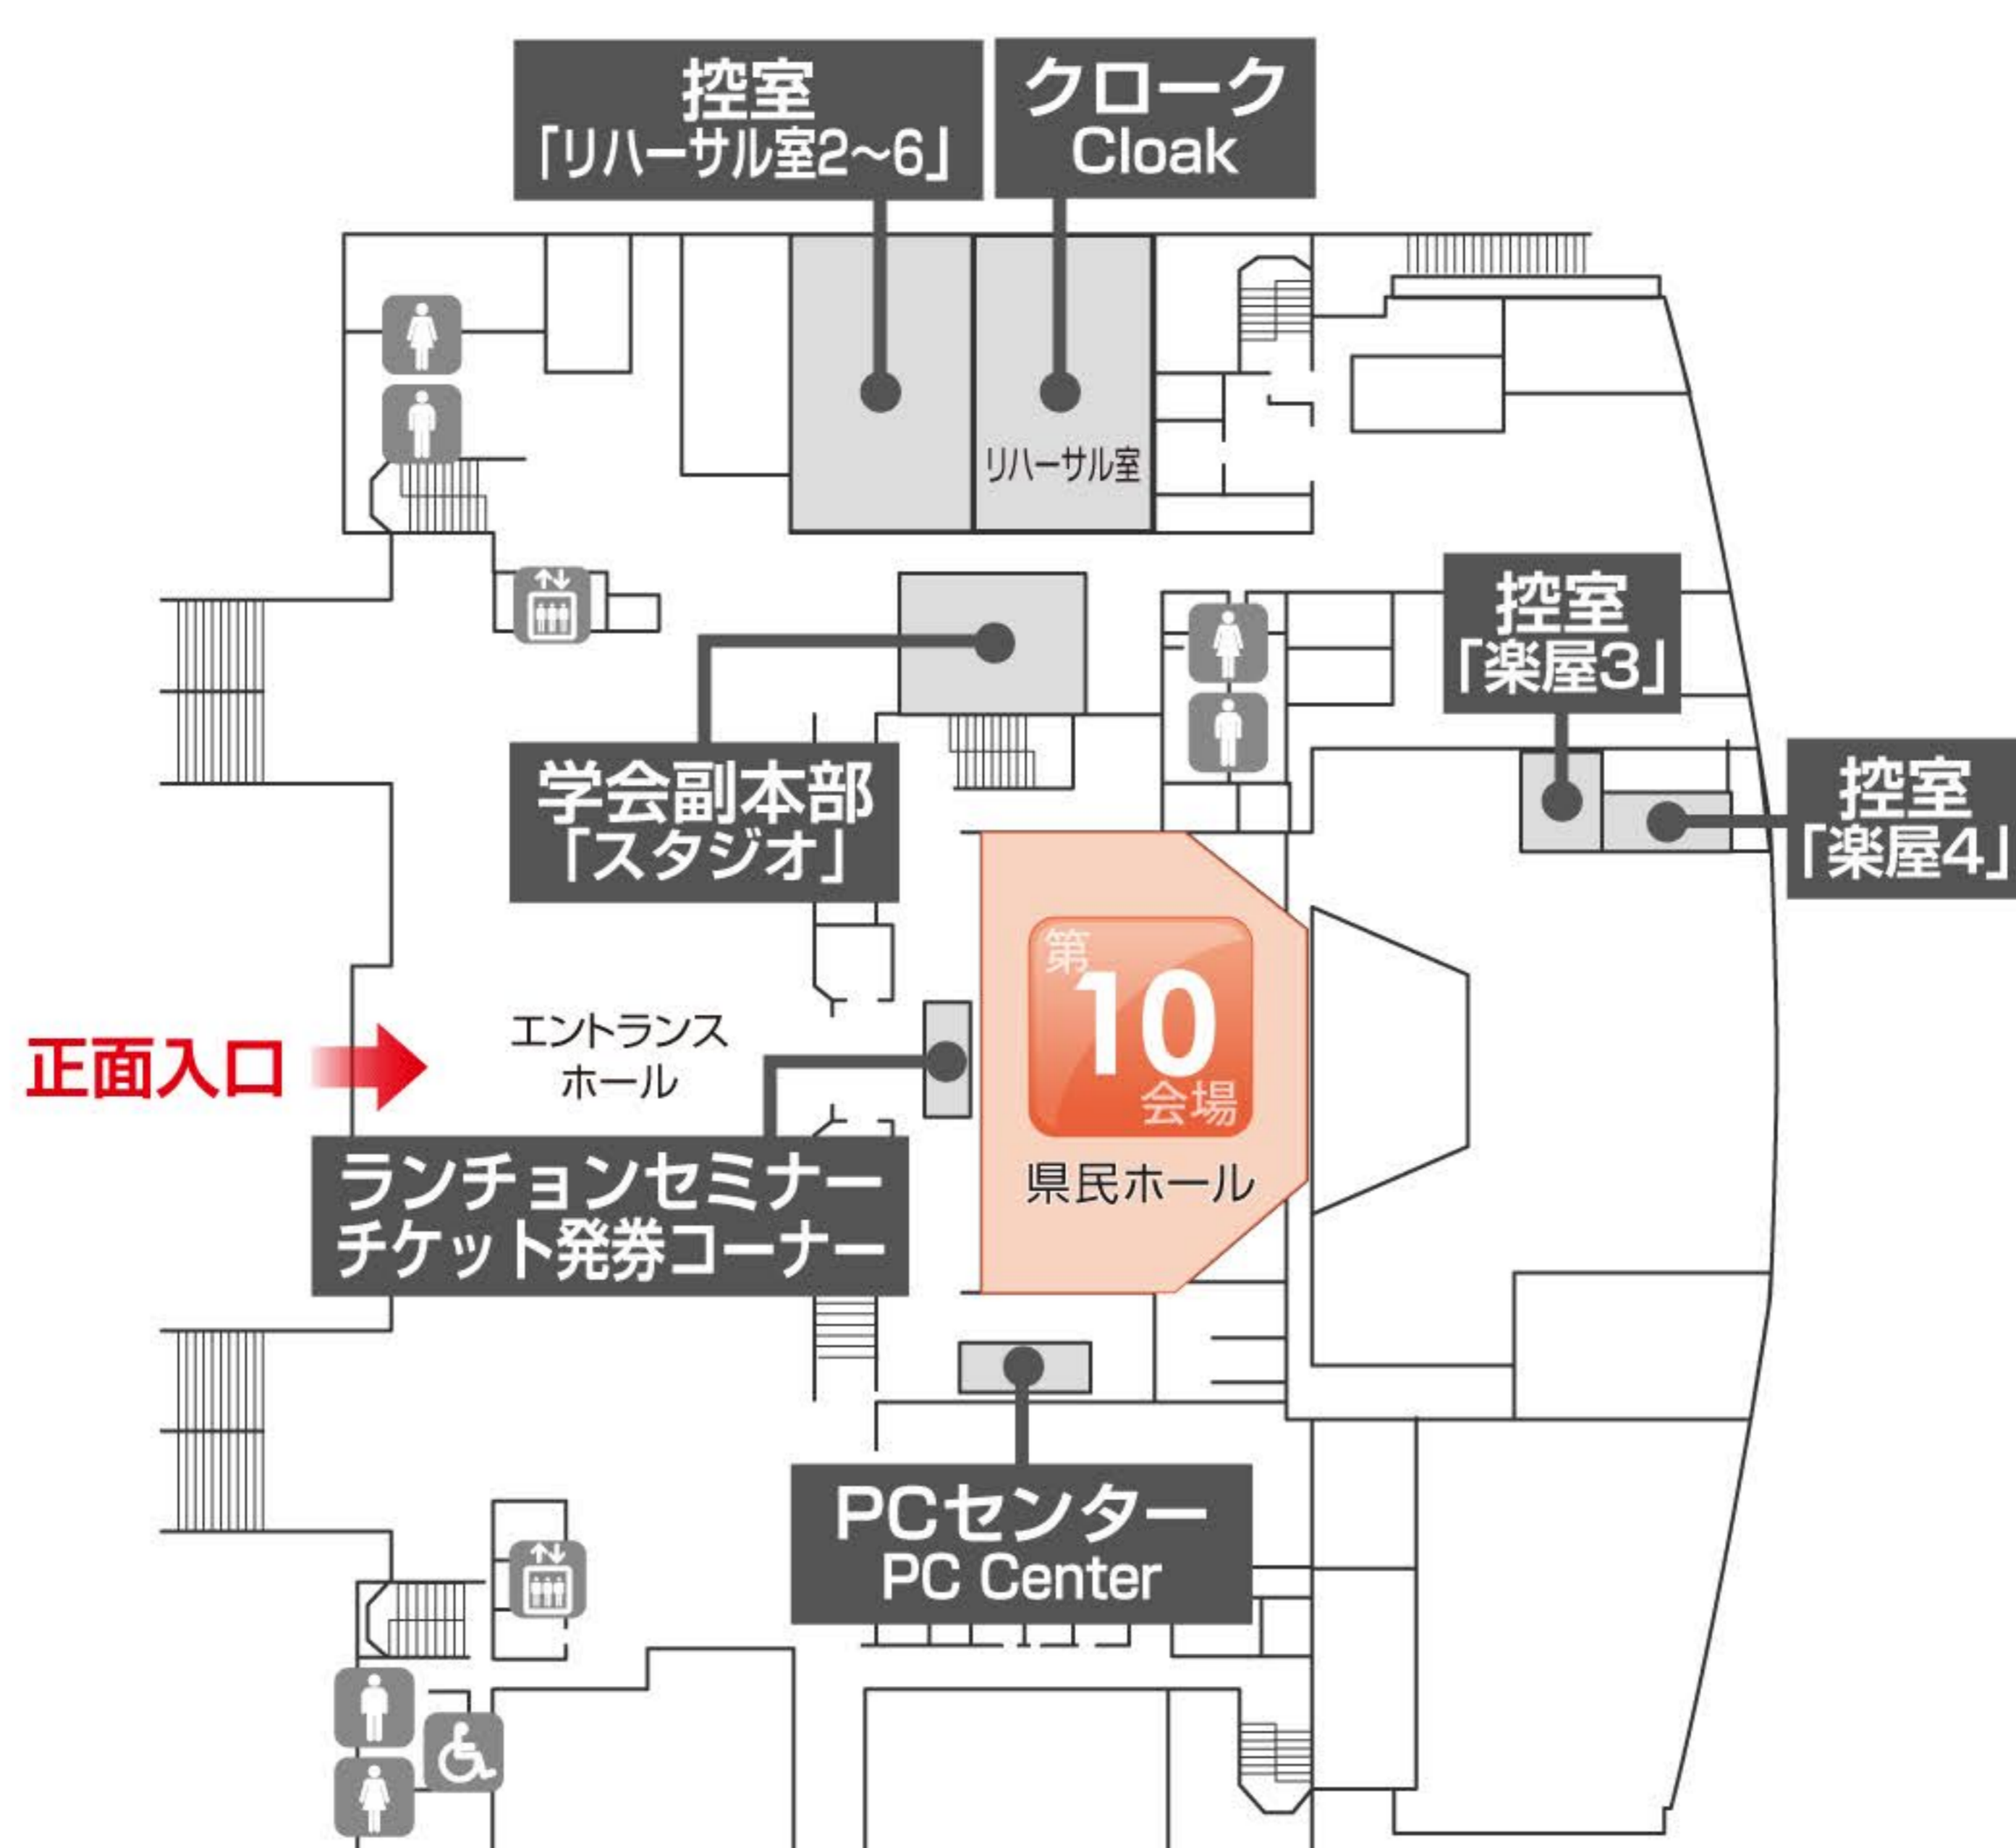 控室
「リハーサル室2〜6」
クローク
Cloak
リハーサル室
控室
「楽屋3」
控室
「楽屋4」
学会副本部
「スタジオ」
第
10
会場
県民ホール
正面入口
エントランス
ホール
ランチョンセミナー
チケット発券コーナー
PCセンター
PC Center